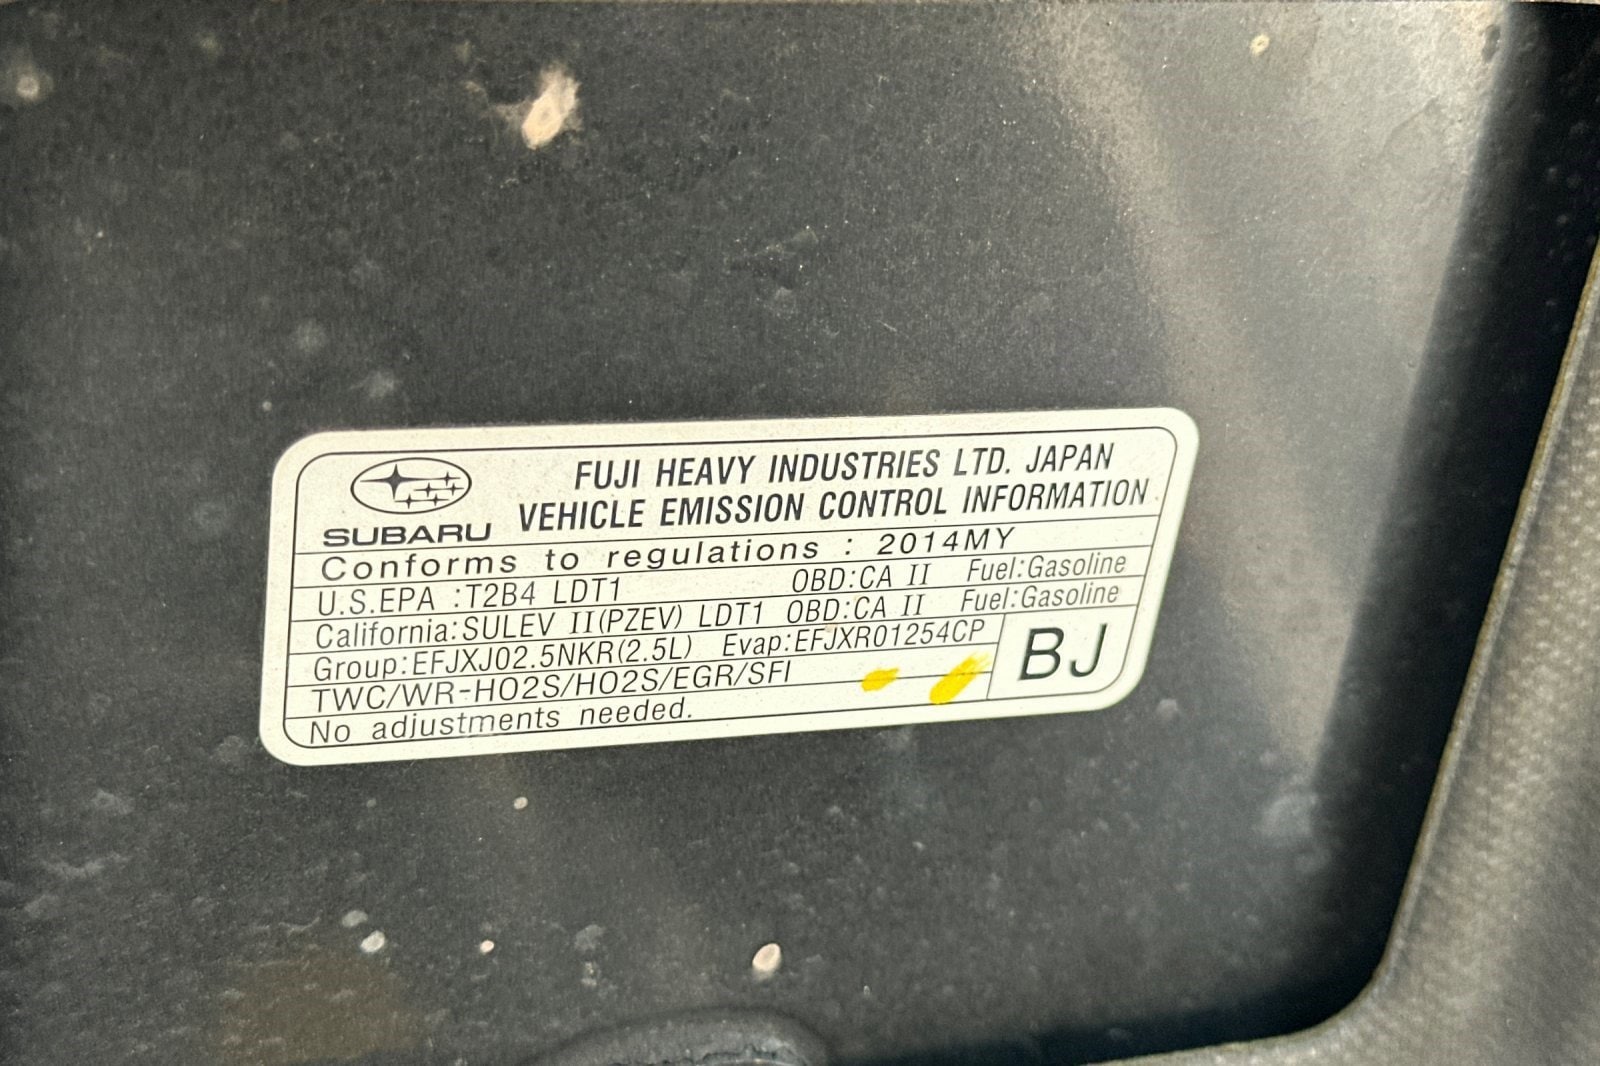 SUBARU
FUJI HEAVY INDUSTRIES LTD. JAPAN
VEHICLE EMISSION CONTROL INFORMATION
Conforms to regulations : 2014MY
U.S.EPA :T2B4 LDT1 OBD:CA II Fuel:Gasoline
California:SULEV II(PZEV) LDT1 OBD:CA II Fuel:Gasoline
Group:EFJXJ02.5NKR(2.5L) Evap:EFJXR01254CP
TWC/WR-HO2S/HO2S/EGR/SFI
No adjustments needed.
BJ